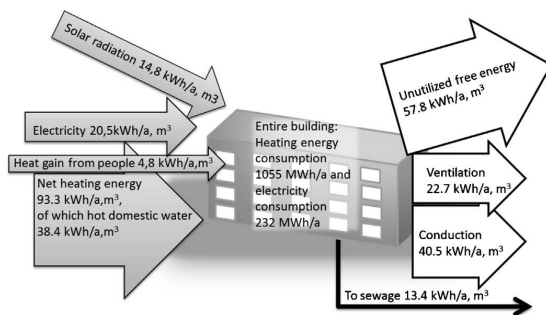 Solar radiation 14,8 kWh/a, m3
Electricity 20,5kWh/a, m³
Heat gain from people 4,8 kWh/a,m³
Net heating energy
93.3 kWh/a,m³,
of which hot domestic water
38.4 kWh/a,m³
Entire building:
Heating energy
consumption
1055 MWh/a and
electricity
consumption
232 MWh/a
Unutilized free energy
57.8 kWh/a, m³
Ventilation
22.7 kWh/a, m³
Conduction
40.5 kWh/a, m³
To sewage 13.4 kWh/a, m³